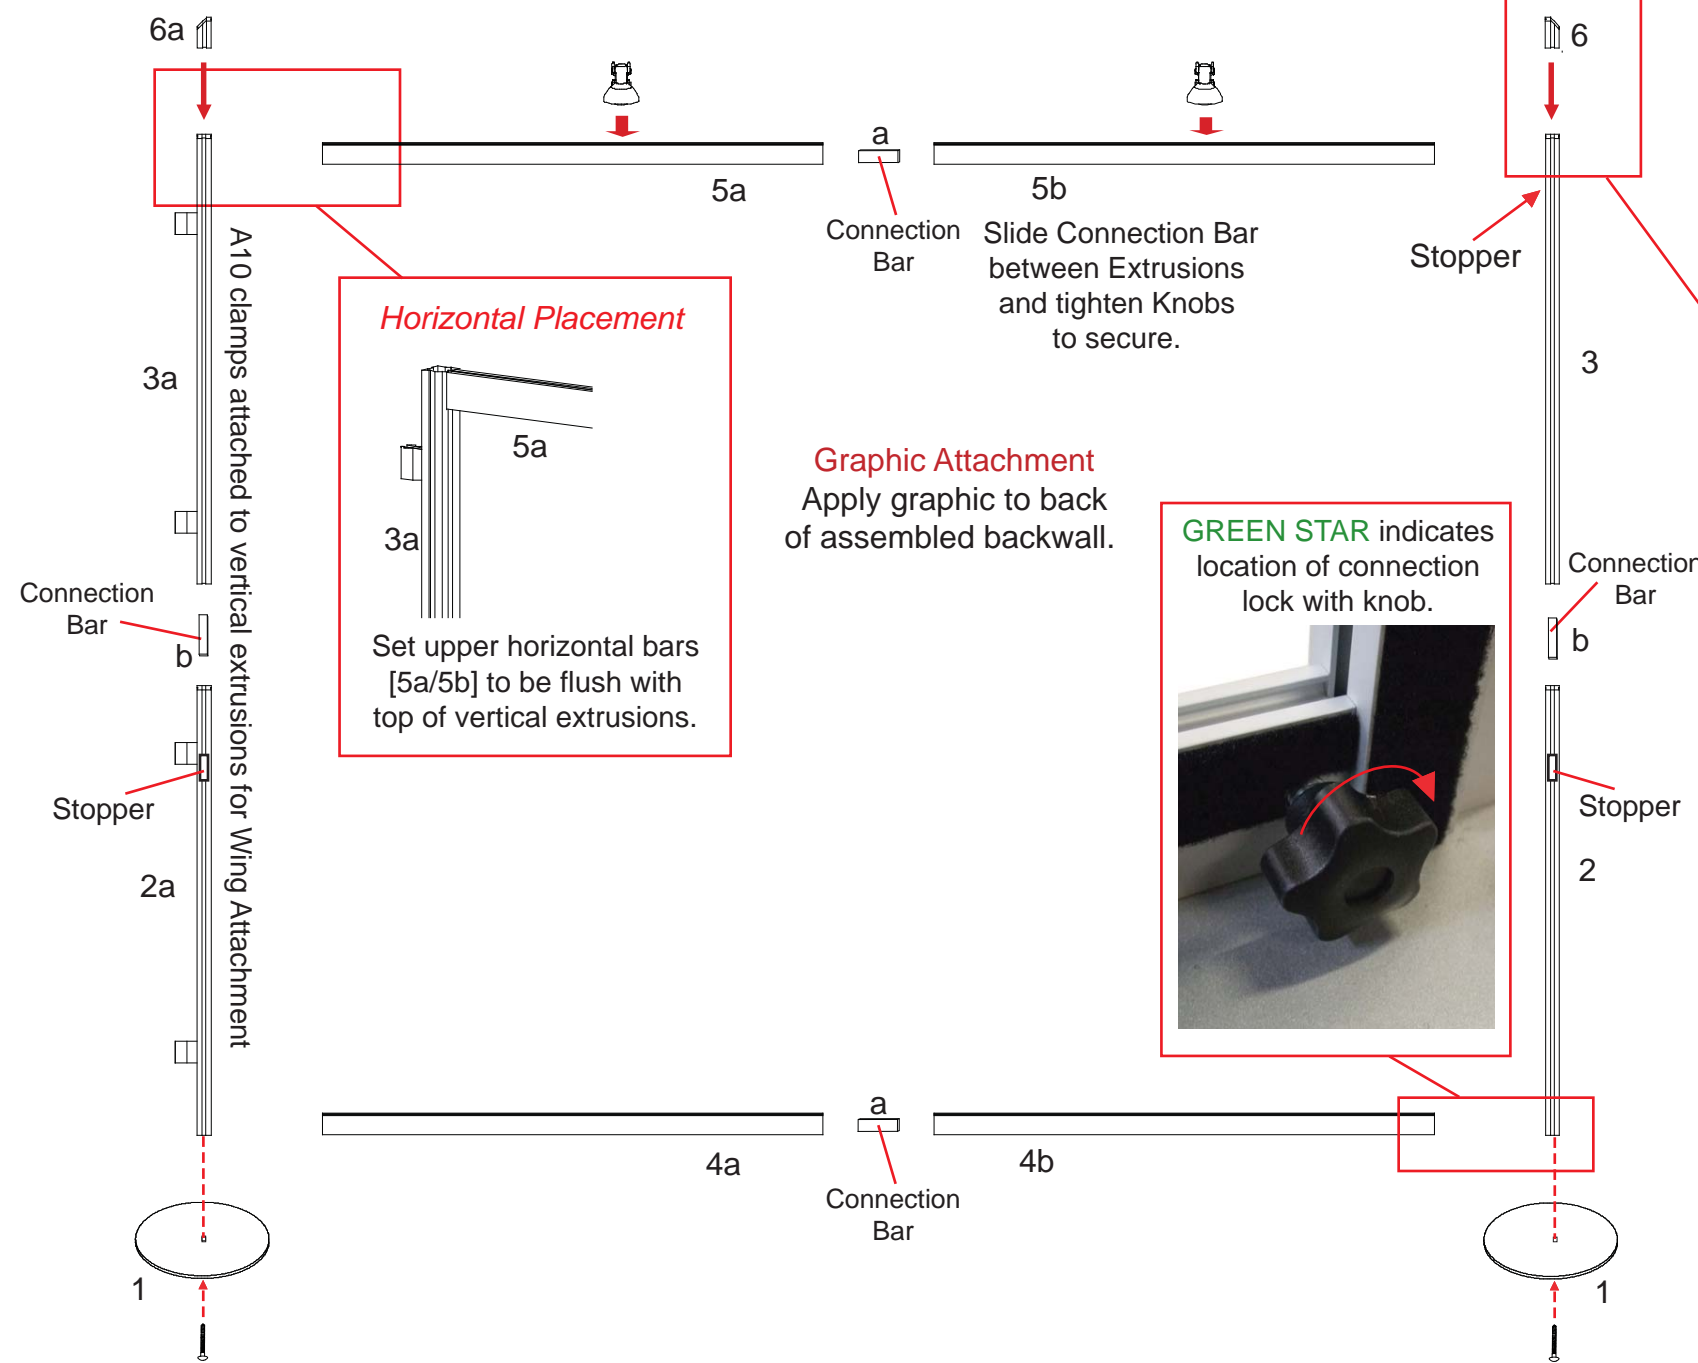 6a
6
a
5a
5b
Connection
Bar
Slide Connection Bar
between Extrusions
and tighten Knobs
to secure.
Stopper
A10 clamps attached to vertical extrusions for Wing Attachment
Horizontal Placement
5a
3a
Set upper horizontal bars
[5a/5b] to be flush with
top of vertical extrusions.
3a
3
Graphic Attachment
Apply graphic to back
of assembled backwall.
GREEN STAR indicates
location of connection
lock with knob.
Connection
Bar
b
Connection
Bar
b
Stopper
Stopper
2a
2
a
4a
4b
Connection
Bar
1
1